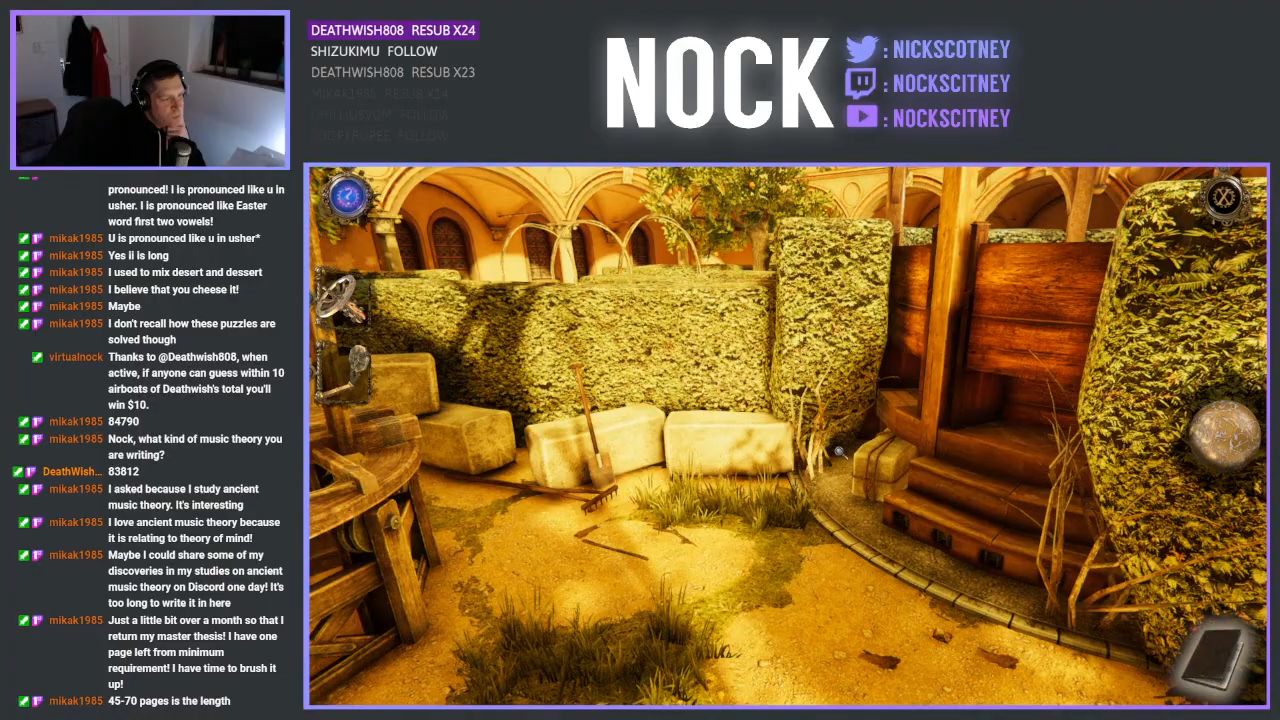 DEATHWISH808 RESUB X24
SHIZUKIMU FOLLOW
DEATHWISH808 RESUB X23
MIKAK1985 RESUB X14
FOLLOW
FOLLOW
NOCK
: NICKSCOTNEY
: NOCKSCITNEY
: NOCKSCITNEY
pronounced! I is pronounced like u in
usher. I is pronounced like Easter
word first two vowels!
mikak1985 U is pronounced like u in usher*
mikak1985 Yes ii is long
mikak1985 I used to mix desert and dessert
mikak1985 I believe that you cheese it!
mikak1985 Maybe
mikak1985 I don't recall how these puzzles are
solved though
virtualnock Thanks to @Deathwish808, when
active, if anyone can guess within 10
airboats of Deathwish's total you'll
win $10.
mikak1985 84790
mikak1985 Nock, what kind of music theory you
are writing?
DeathWish... 83812
mikak1985 I asked because I study ancient
music theory. It's interesting
mikak1985 I love ancient music theory because
it is relating to theory of mind!
mikak1985 Maybe I could share some of my
discoveries in my studies on ancient
music theory on Discord one day! It's
too long to write it in here
mikak1985 Just a little bit over a month so that I
return my master thesis! I have one
page left from minimum
requirement! I have time to brush it
up!
mikak1985 45-70 pages is the length